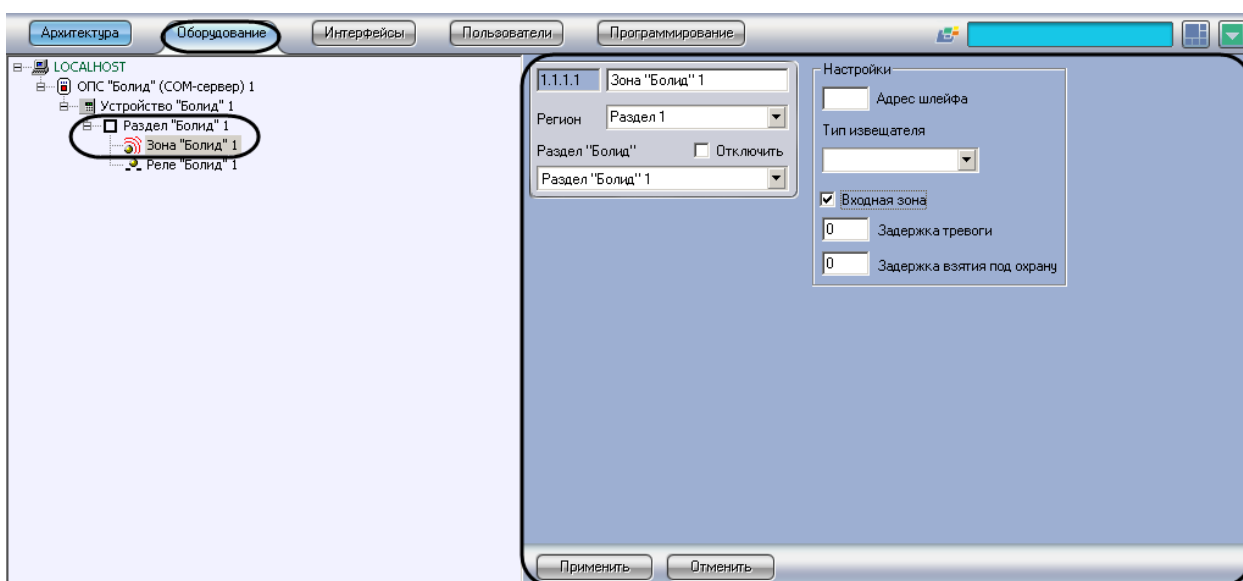 Архитектура Оборудование Интерфейсы Пользователи Программирование
LOCALHOST
ОПС "Болид" (COM-сервер) 1
Устройство "Болид" 1
Раздел "Болид" 1
Зона "Болид" 1
Реле "Болид" 1
1.1.1.1 Зона "Болид" 1
Регион Раздел 1
Раздел "Болид" Отключить
Раздел "Болид" 1
Настройки
Адрес шлейфа
Тип извещателя
Входная зона
0 Задержка тревоги
0 Задержка взятия под охрану
Применить Отменить